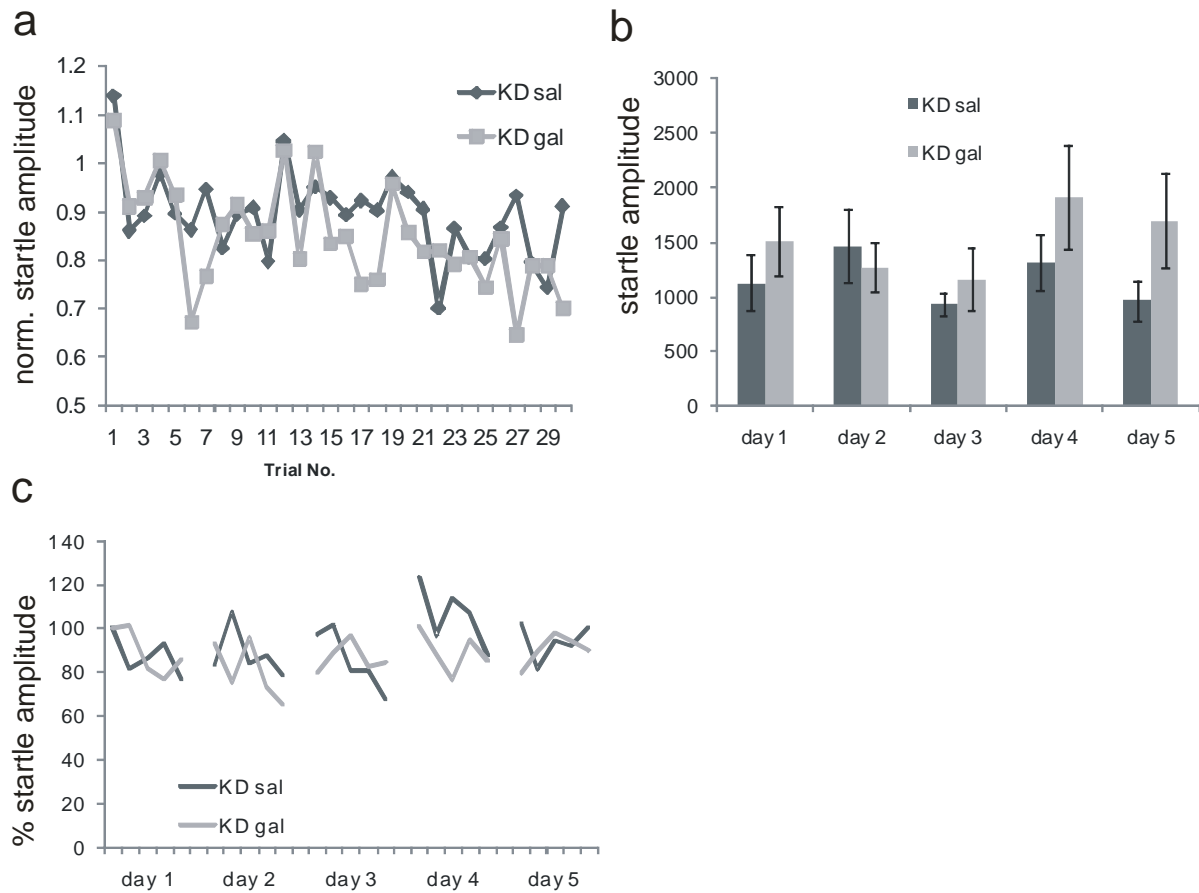 a
norm. startle amplitude
1.2
1.1
1
0.9
0.8
0.7
0.6
0.5
KD sal
KD gal
1 3 5 7 9 11 13 15 17 19 21 23 25 27 29
Trial No.
b
startle amplitude
3000
2500
2000
1500
1000
500
0
KD sal
KD gal
day 1 day 2 day 3 day 4 day 5
c
% startle amplitude
140
120
100
80
60
40
20
0
KD sal
KD gal
day 1 day 2 day 3 day 4 day 5